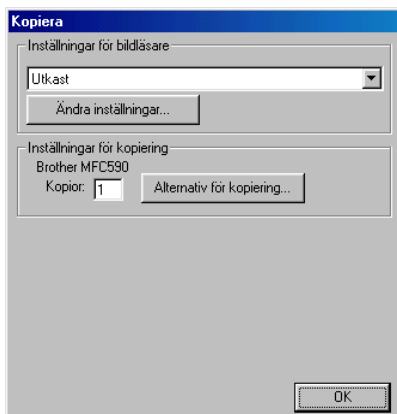 Kopiera
Inställningar för bildläsare
Utkast
Ändra inställningar...
Inställningar för kopiering
Brother MFC590
Kopior: 1 Alternativ för kopiering...
OK